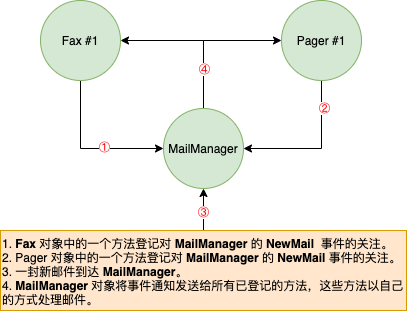 Fax #1
Pager #1
④
①
②
MailManager
③
1. Fax 对象中的一个方法登记对 MailManager 的 NewMail 事件的关注。
2. Pager 对象中的一个方法登记对 MailManager 的 NewMail 事件的关注。
3. 一封新邮件到达 MailManager。
4. MailManager 对象将事件通知发送给所有已登记的方法，这些方法以自己
的方式处理邮件。